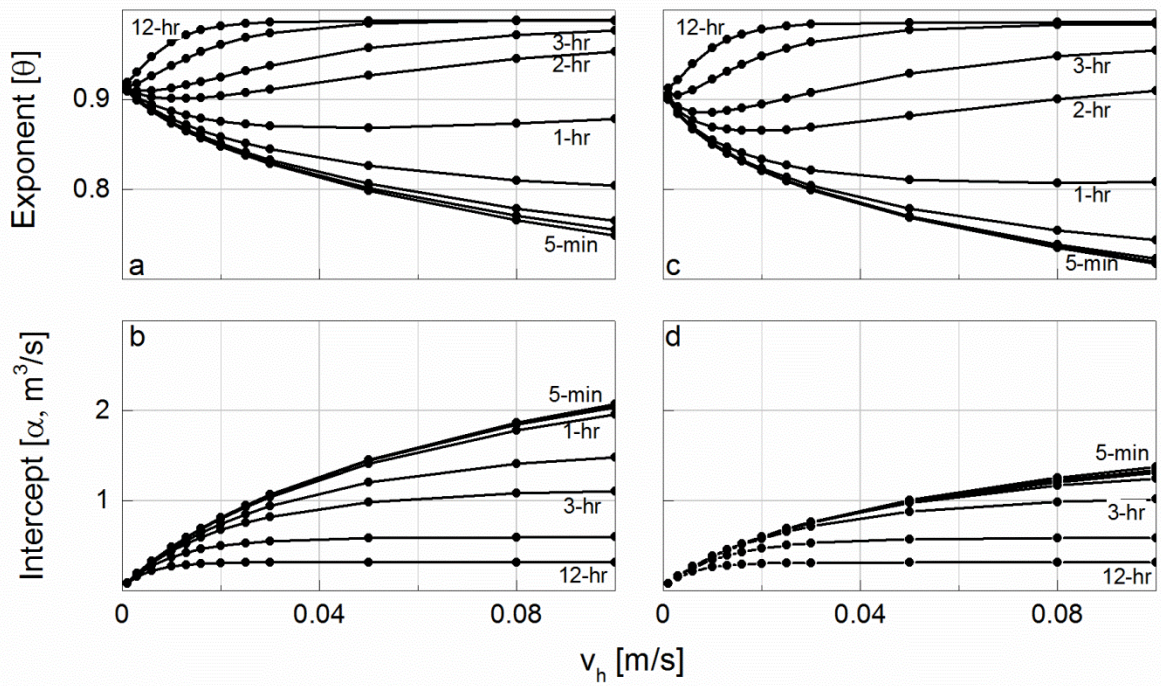 Exponent [θ]
0.9
0.8
12-hr
3-hr
2-hr
1-hr
5-min
a
12-hr
3-hr
2-hr
1-hr
5-min
c
Intercept [α, m³/s]
2
1
0
0.04
0.08
b
5-min
1-hr
3-hr
12-hr
d
5-min
3-hr
12-hr
0
0.04
0.08
v_h [m/s]